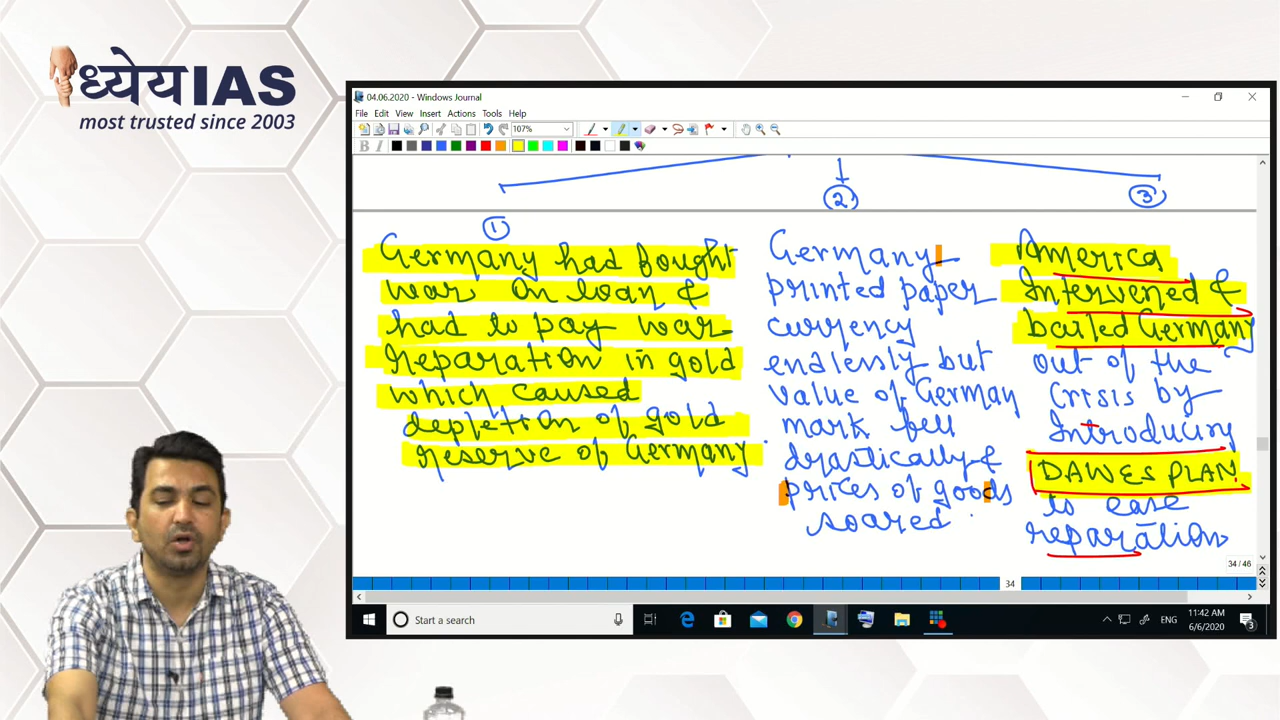 ध्येय IAS
most trusted since 2003
04.06.2020 - Windows Journal
File Edit View Insert Actions Tools Help
107%
B I
2
3
1
Germany had fought
war on loan &
had to pay war
reparation in gold
which caused
depletion of gold
reserve of Germany.
Germany
printed paper
currency
endlessly but
value of German
mark fell
drastically &
prices of goods
soared.
America
Intervened &
bailed Germany
out of the
Crisis by
Introducing
DAWES PLAN
to ease
reparation
34 / 46
34
Start a search
ENG
11:42 AM
6/6/2020
3